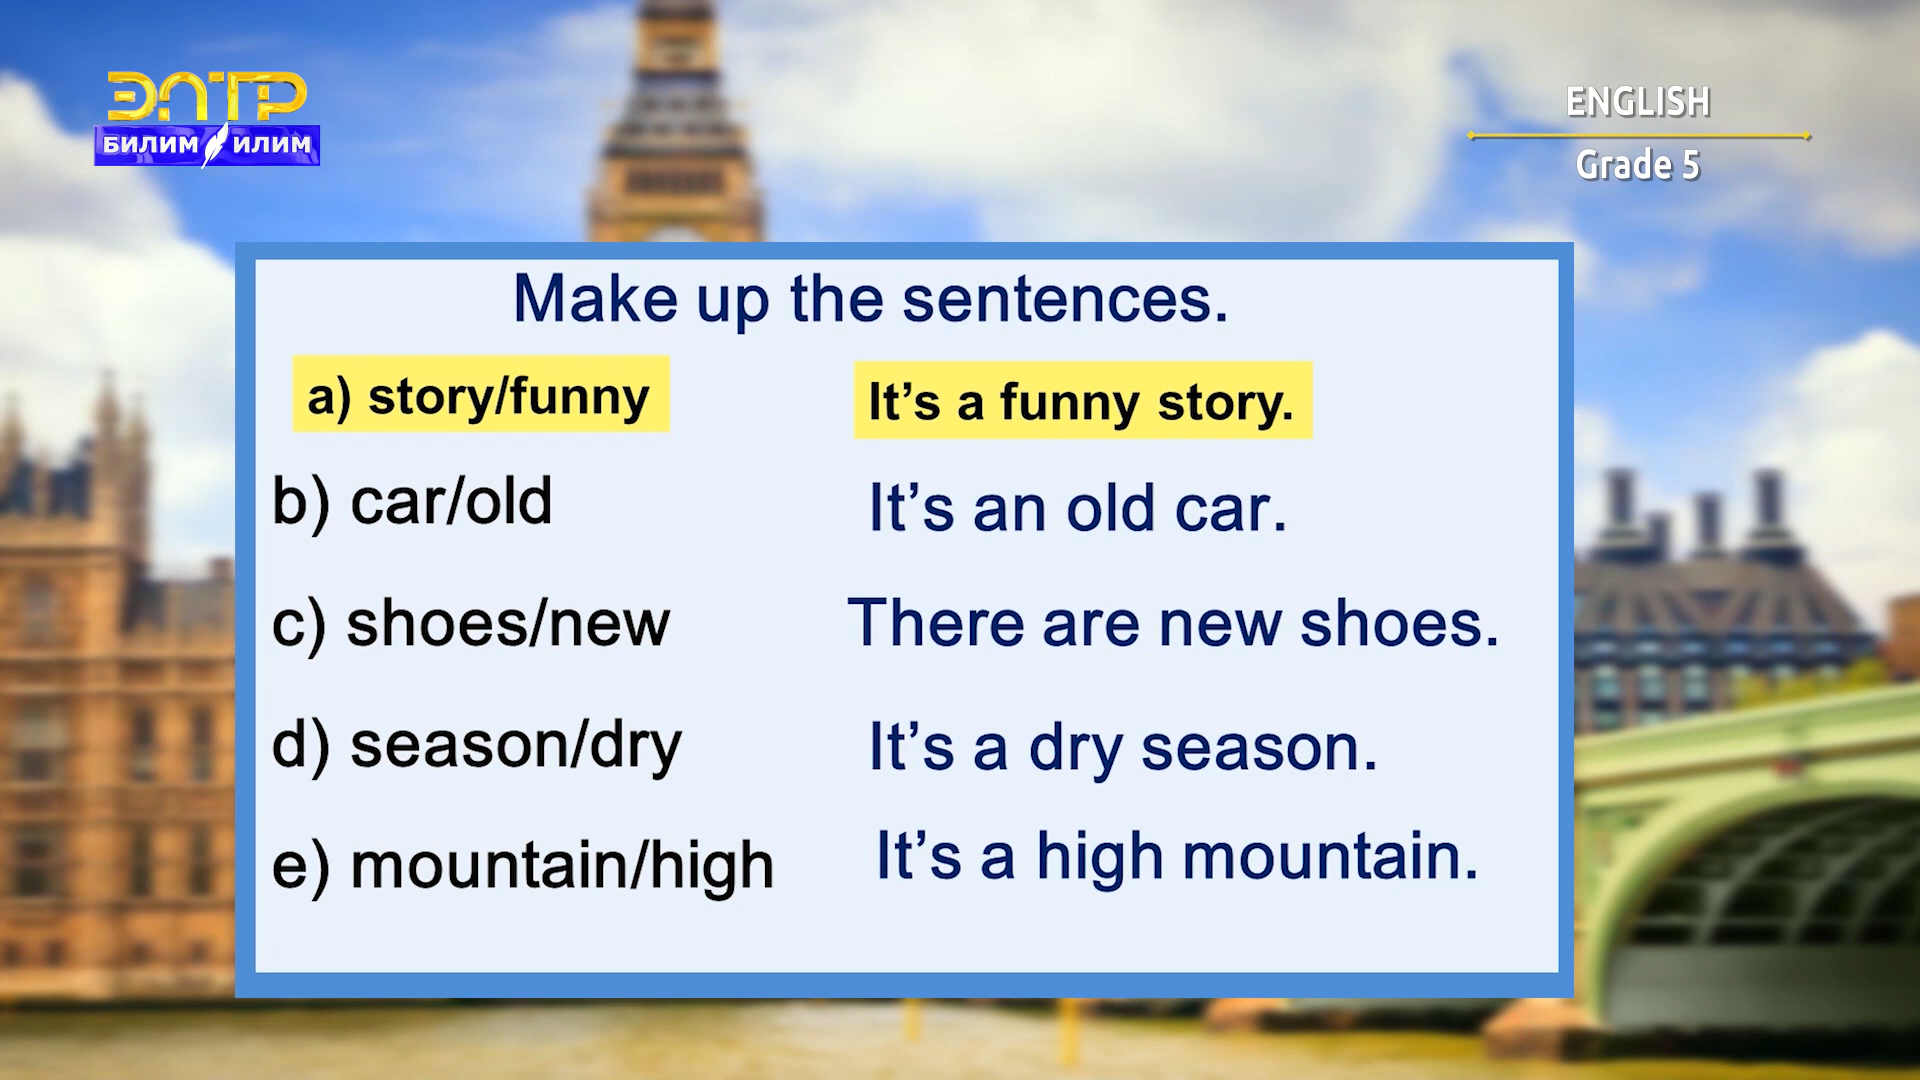 ЭЛТР
БИЛИМ ИЛИМ
ENGLISH
Grade 5
Make up the sentences.
a) story/funny
It’s a funny story.
b) car/old
It’s an old car.
c) shoes/new
There are new shoes.
d) season/dry
It’s a dry season.
e) mountain/high
It’s a high mountain.